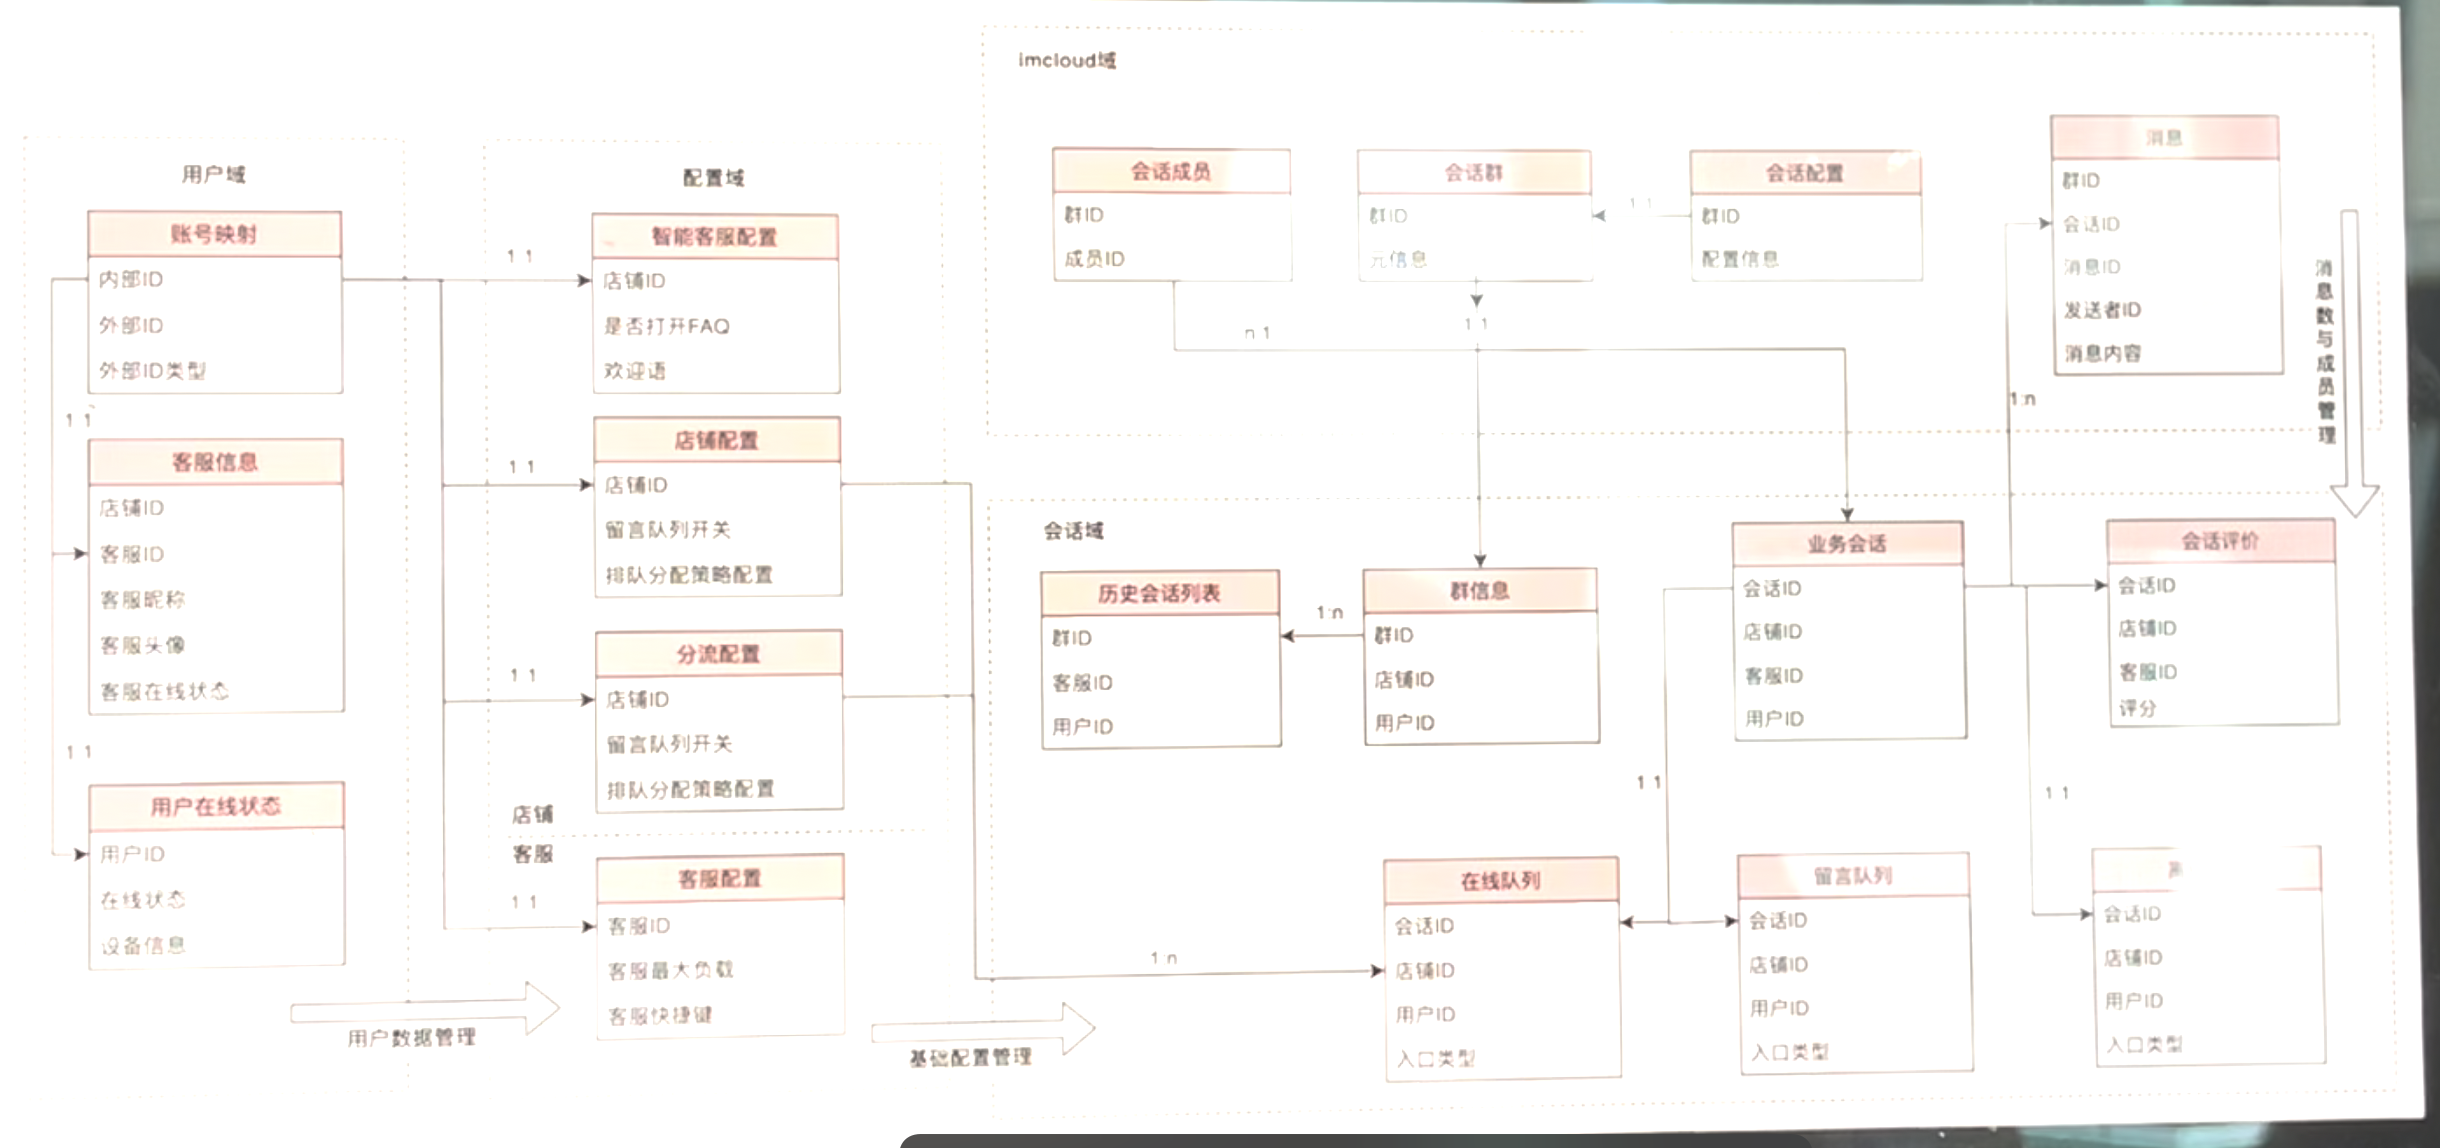 imcloud域
会话成员
群ID
成员ID
会话群
群ID
元信息
1 1
会话配置
群ID
配置信息
消息
群ID
会话ID
消息ID
发送者ID
消息内容
n 1
1 1
1:n
消息数与成员管理
用户域
账号映射
内部ID
外部ID
外部ID类型
1 1
客服信息
店铺ID
客服ID
客服昵称
客服头像
客服在线状态
1 1
用户在线状态
用户ID
在线状态
设备信息
用户数据管理
配置域
1 1
智能客服配置
店铺ID
是否打开FAQ
欢迎语
1 1
店铺配置
店铺ID
留言队列开关
排队分配策略配置
1 1
分流配置
店铺ID
留言队列开关
排队分配策略配置
店铺
客服
1 1
客服配置
客服ID
客服最大负载
客服快捷键
基础配置管理
会话域
历史会话列表
群ID
客服ID
用户ID
1:n
群信息
群ID
店铺ID
用户ID
业务会话
会话ID
店铺ID
客服ID
用户ID
会话评价
会话ID
店铺ID
客服ID
评分
1 1
1 1
1 n
在线队列
会话ID
店铺ID
用户ID
入口类型
留言队列
会话ID
店铺ID
用户ID
入口类型
会话ID
店铺ID
用户ID
入口类型